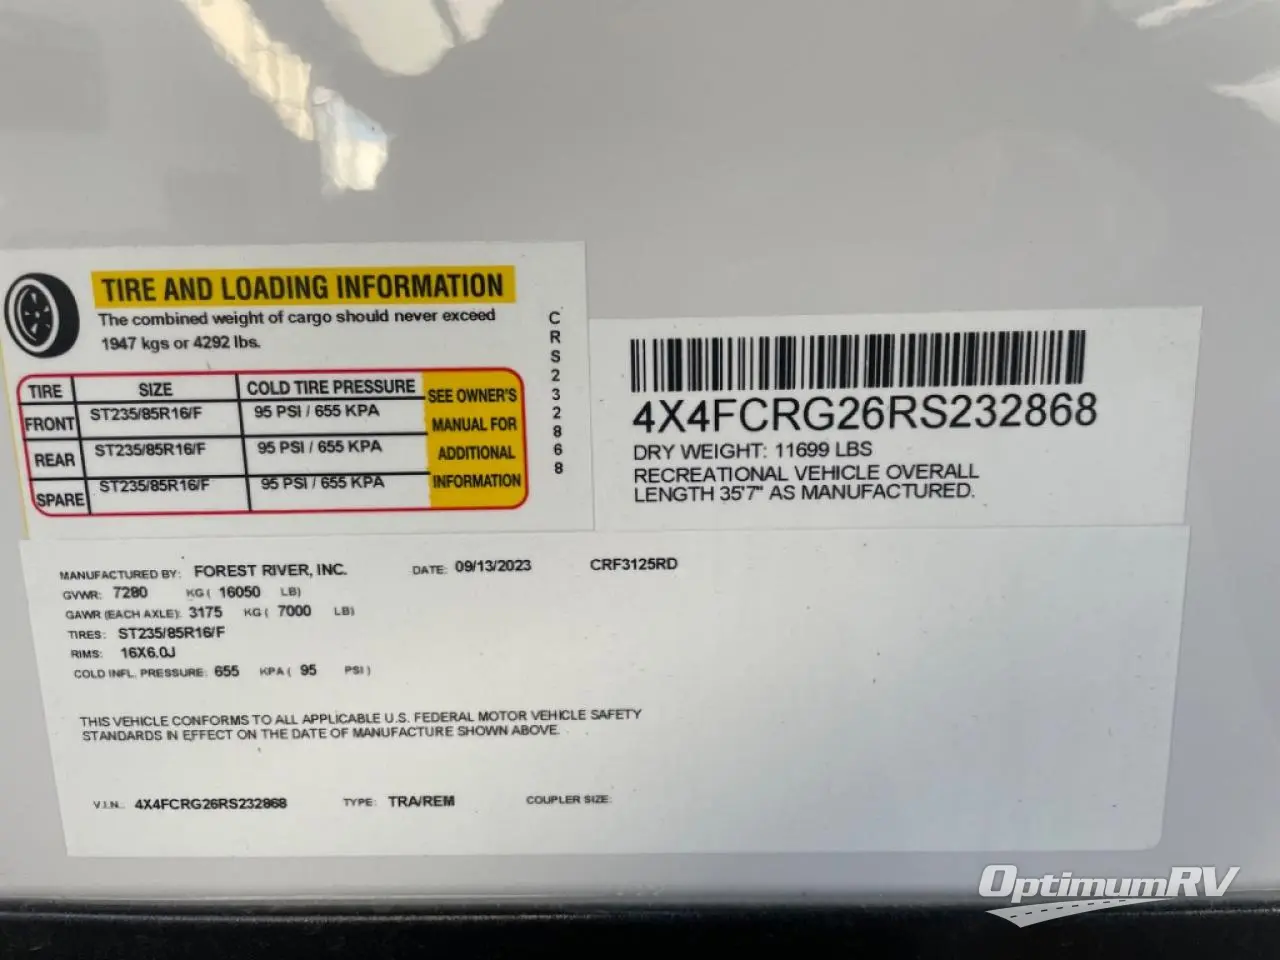 TIRE AND LOADING INFORMATION
The combined weight of cargo should never exceed
1947 kgs or 4292 lbs.
TIRE SIZE COLD TIRE PRESSURE
FRONT ST235/85R16/F 95 PSI / 655 KPA
REAR ST235/85R16/F 95 PSI / 655 KPA
SPARE ST235/85R16/F 95 PSI / 655 KPA
SEE OWNER'S
MANUAL FOR
ADDITIONAL
INFORMATION
CRS232868
4X4FCRG26RS232868
DRY WEIGHT: 11699 LBS
RECREATIONAL VEHICLE OVERALL
LENGTH 35'7" AS MANUFACTURED.
MANUFACTURED BY: FOREST RIVER, INC. DATE: 09/13/2023 CRF3125RD
GVWR: 7280 KG ( 16050 LB)
GAWR (EACH AXLE): 3175 KG ( 7000 LB)
TIRES: ST235/85R16/F
RIMS: 16X6.0J
COLD INFL. PRESSURE: 655 KPA ( 95 PSI )
THIS VEHICLE CONFORMS TO ALL APPLICABLE U.S. FEDERAL MOTOR VEHICLE SAFETY
STANDARDS IN EFFECT ON THE DATE OF MANUFACTURE SHOWN ABOVE.
V.I.N.: 4X4FCRG26RS232868 TYPE: TRA/REM COUPLER SIZE:
OptimumRV